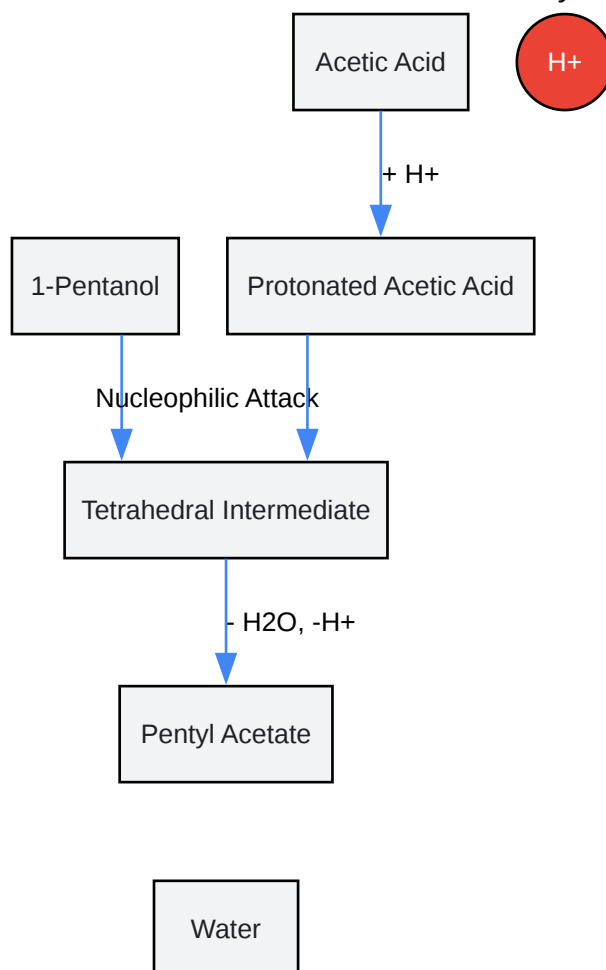 Acetic Acid
H+
+ H+
1-Pentanol
Protonated Acetic Acid
Nucleophilic Attack
Tetrahedral Intermediate
- H2O, -H+
Pentyl Acetate
Water